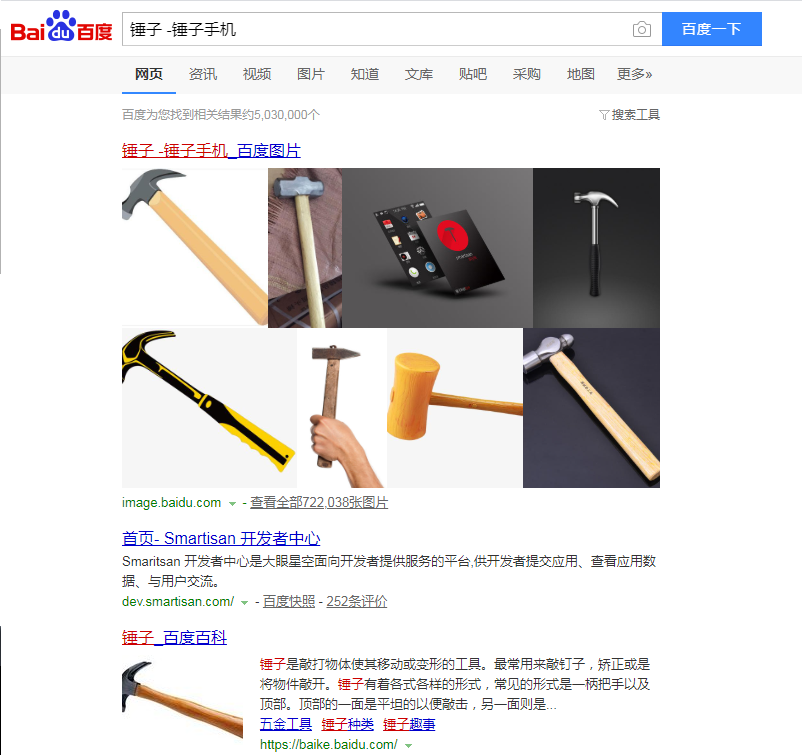 Bai du 百度
锤子 -锤子手机
百度一下
网页 资讯 视频 图片 知道 文库 贴吧 采购 地图 更多»
百度为您找到相关结果约5,030,000个 搜索工具
锤子 -锤子手机_百度图片
smartisan
image.baidu.com - 查看全部722,038张图片
首页- Smartisan 开发者中心
Smaritsan 开发者中心是大眼星空面向开发者提供服务的平台,供开发者提交应用、查看应用数
据、与用户交流。
dev.smartisan.com/ - 百度快照 - 252条评价
锤子_百度百科
锤子是敲打物体使其移动或变形的工具。最常用来敲钉子，矫正或是
将物件敲开。锤子有着各式各样的形式，常见的形式是一柄把手以及
顶部。顶部的一面是平坦的以便敲击，另一面则是...
五金工具 锤子种类 锤子趣事
https://baike.baidu.com/